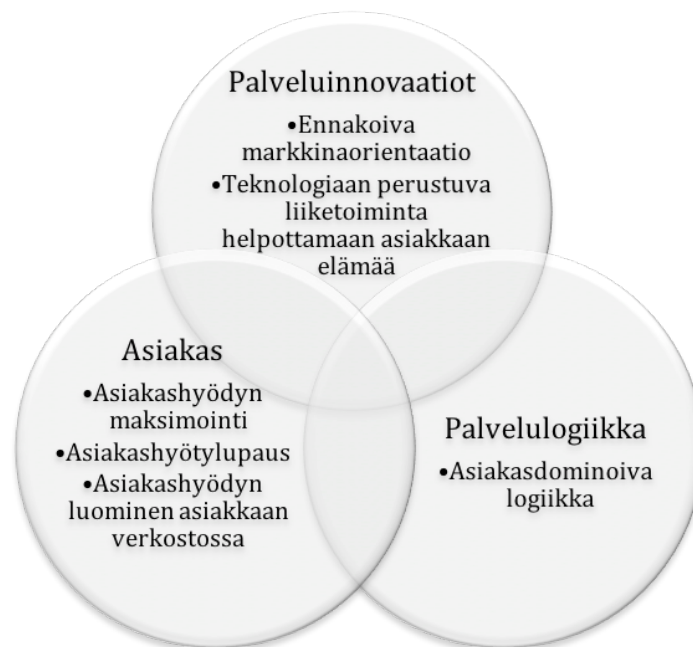 Palveluinnovaatiot
•Ennakoiva
markkinaorientaatio
•Teknologiaan perustuva
liiketoiminta
helpottamaan asiakkaan
elämää
Asiakas
•Asiakashyödyn
maksimointi
•Asiakashyötylupaus
•Asiakashyödyn
luominen asiakkaan
verkostossa
Palvelulogiikka
•Asiakasdominoiva
logiikka